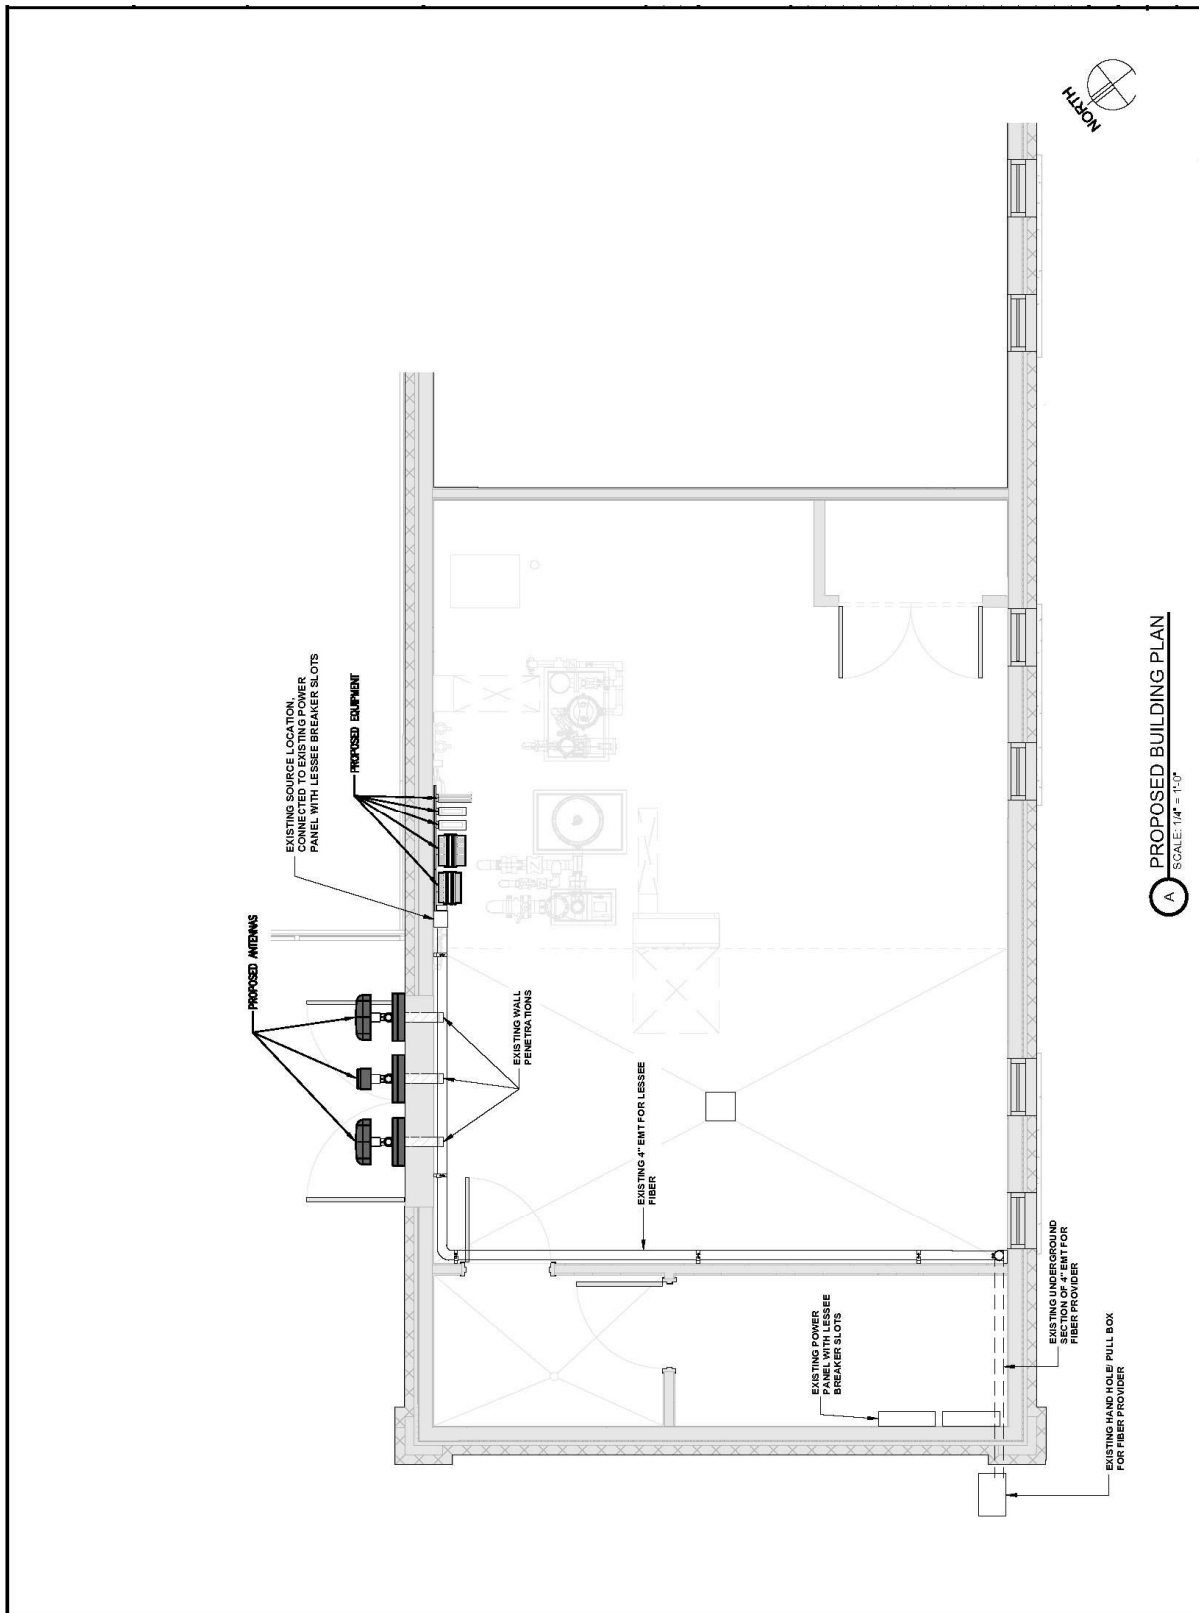 NORTH
EXISTING SOURCE LOCATION,
CONNECTED TO EXISTING POWER
PANEL WITH LESSEE BREAKER SLOTS
PROPOSED EQUIPMENT
PROPOSED ANTENNAS
EXISTING WALL
PENETRATIONS
EXISTING 4" EMT FOR LESSEE
FIBER
EXISTING POWER
PANEL WITH LESSEE
BREAKER SLOTS
EXISTING UNDERGROUND
SECTION OF 4" EMT FOR
FIBER PROVIDER
EXISTING HAND HOLE/ PULL BOX
FOR FIBER PROVIDER
A
PROPOSED BUILDING PLAN
SCALE: 1/4" = 1'-0"